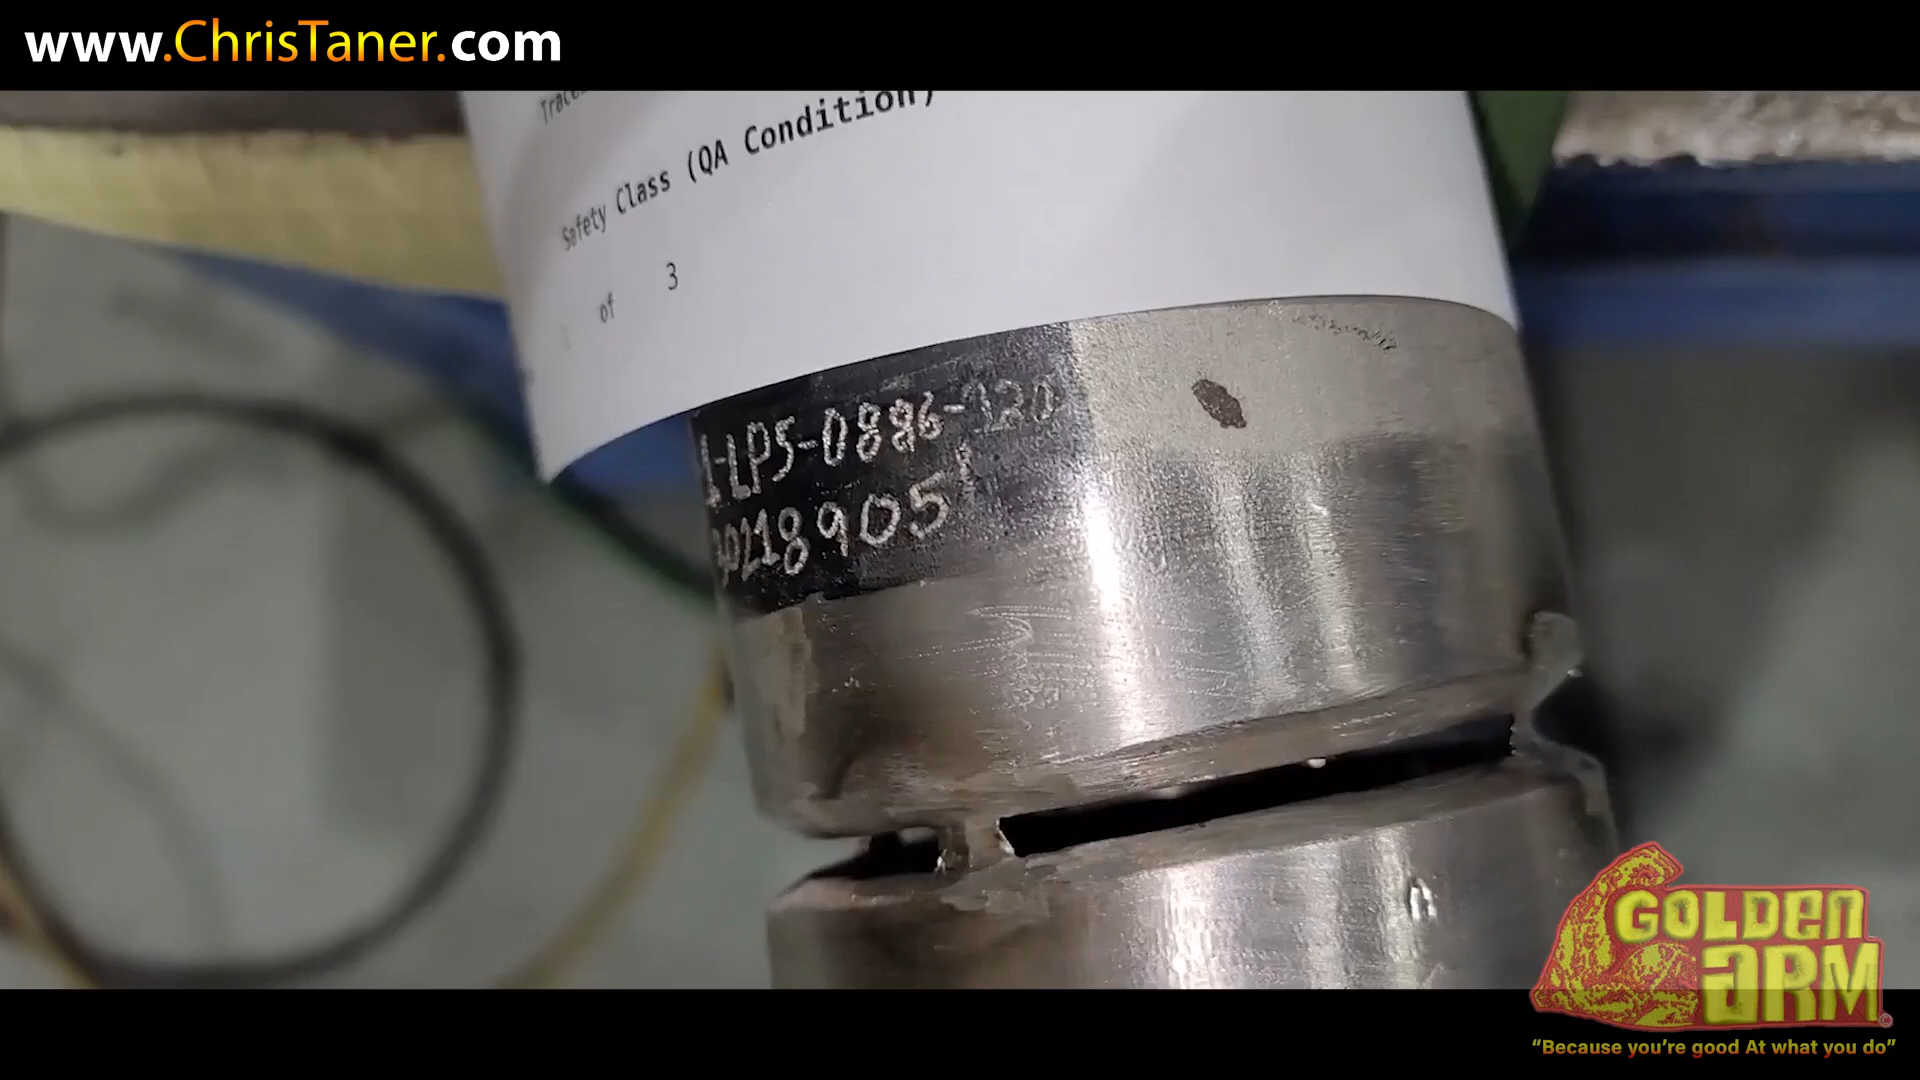 www.ChrisTaner.com
Safety Class (QA Condition)
of 3
1-LP5-0886-120
30218905
GOLDEN
ARM
“Because you’re good At what you do”